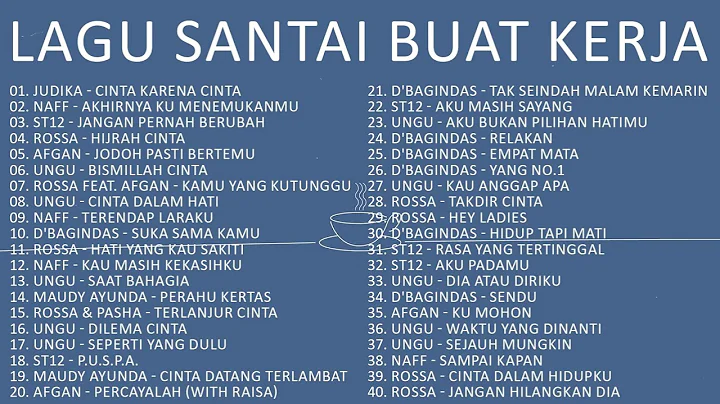 LAGU SANTAI BUAT KERJA
01. JUDIKA - CINTA KARENA CINTA
02. NAFF - AKHIRNYA KU MENEMUKANMU
03. ST12 - JANGAN PERNAH BERUBAH
04. ROSSA - HIJRAH CINTA
05. AFGAN - JODOH PASTI BERTEMU
06. UNGU - BISMILLAH CINTA
07. ROSSA FEAT. AFGAN - KAMU YANG KUTUNGGU
08. UNGU - CINTA DALAM HATI
09. NAFF - TERENDAP LARAKU
10. D'BAGINDAS - SUKA SAMA KAMU
11. ROSSA - HATI YANG KAU SAKITI
12. NAFF - KAU MASIH KEKASIHKU
13. UNGU - SAAT BAHAGIA
14. MAUDY AYUNDA - PERAHU KERTAS
15. ROSSA & PASHA - TERLANJUR CINTA
16. UNGU - DILEMA CINTA
17. UNGU - SEPERTI YANG DULU
18. ST12 - P.U.S.P.A.
19. MAUDY AYUNDA - CINTA DATANG TERLAMBAT
20. AFGAN - PERCAYALAH (WITH RAISA)
21. D'BAGINDAS - TAK SEINDAH MALAM KEMARIN
22. ST12 - AKU MASIH SAYANG
23. UNGU - AKU BUKAN PILIHAN HATIMU
24. D'BAGINDAS - RELAKAN
25. D'BAGINDAS - EMPAT MATA
26. D'BAGINDAS - YANG NO.1
27. UNGU - KAU ANGGAP APA
28. ROSSA - TAKDIR CINTA
29. ROSSA - HEY LADIES
30. D'BAGINDAS - HIDUP TAPI MATI
31. ST12 - RASA YANG TERTINGGAL
32. ST12 - AKU PADAMU
33. UNGU - DIA ATAU DIRIKU
34. D'BAGINDAS - SENDU
35. AFGAN - KU MOHON
36. UNGU - WAKTU YANG DINANTI
37. UNGU - SEJAUH MUNGKIN
38. NAFF - SAMPAI KAPAN
39. ROSSA - CINTA DALAM HIDUPKU
40. ROSSA - JANGAN HILANGKAN DIA